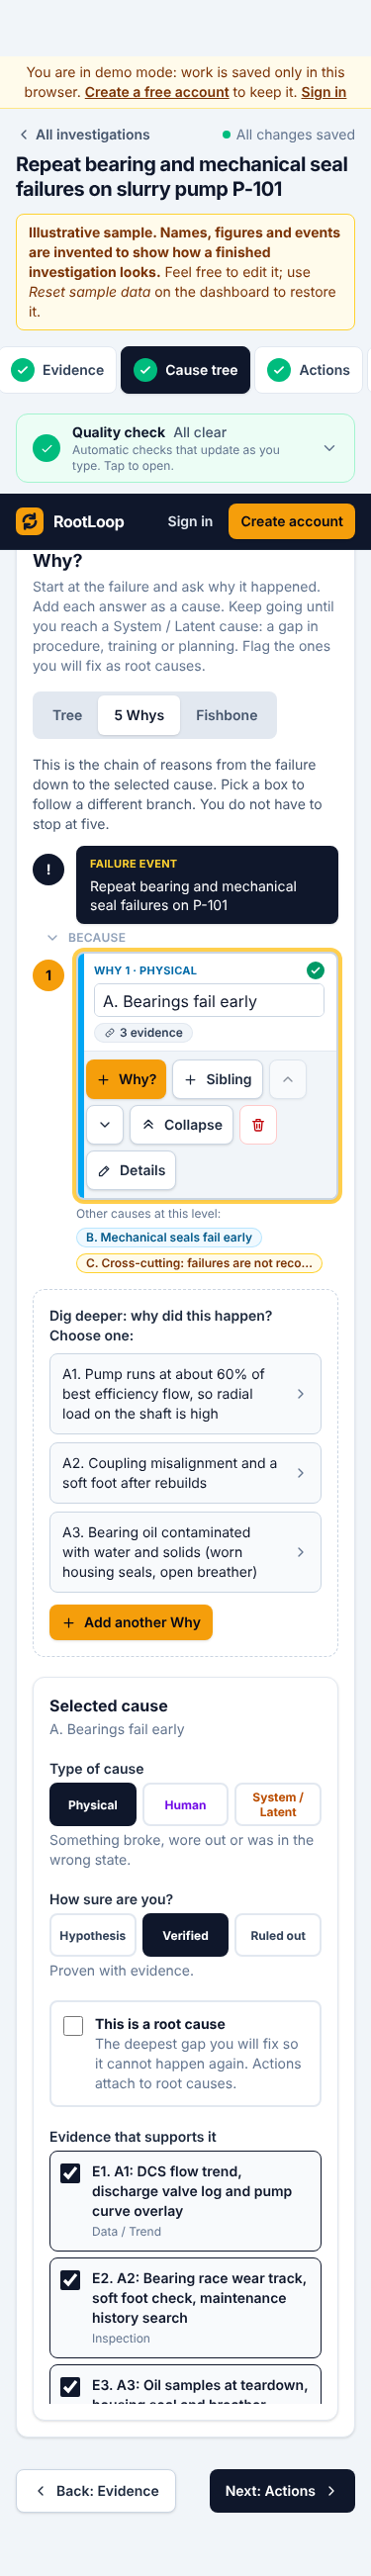 You are in demo mode: work is saved only in this
browser. Create a free account to keep it. Sign in
All investigations
All changes saved
Repeat bearing and mechanical seal
failures on slurry pump P-101
Illustrative sample. Names, figures and events
are invented to show how a finished
investigation looks. Feel free to edit it; use
Reset sample data on the dashboard to restore
it.
Evidence
Cause tree
Actions
Quality check All clear
Automatic checks that update as you
type. Tap to open.
RootLoop
Sign in
Create account
Why?
Start at the failure and ask why it happened.
Add each answer as a cause. Keep going until
you reach a System / Latent cause: a gap in
procedure, training or planning. Flag the ones
you will fix as root causes.
Tree
5 Whys
Fishbone
This is the chain of reasons from the failure
down to the selected cause. Pick a box to
follow a different branch. You do not have to
stop at five.
!
FAILURE EVENT
Repeat bearing and mechanical
seal failures on P-101
BECAUSE
1
WHY 1 · PHYSICAL
A. Bearings fail early
3 evidence
Why?
Sibling
Collapse
Details
Other causes at this level:
B. Mechanical seals fail early
C. Cross-cutting: failures are not reco...
Dig deeper: why did this happen?
Choose one:
A1. Pump runs at about 60% of
best efficiency flow, so radial
load on the shaft is high
A2. Coupling misalignment and a
soft foot after rebuilds
A3. Bearing oil contaminated
with water and solids (worn
housing seals, open breather)
Add another Why
Selected cause
A. Bearings fail early
Type of cause
Physical
Human
System /
Latent
Something broke, wore out or was in the
wrong state.
How sure are you?
Hypothesis
Verified
Ruled out
Proven with evidence.
This is a root cause
The deepest gap you will fix so
it cannot happen again. Actions
attach to root causes.
Evidence that supports it
E1. A1: DCS flow trend,
discharge valve log and pump
curve overlay
Data / Trend
E2. A2: Bearing race wear track,
soft foot check, maintenance
history search
Inspection
E3. A3: Oil samples at teardown,
housing seal and breather
Back: Evidence
Next: Actions